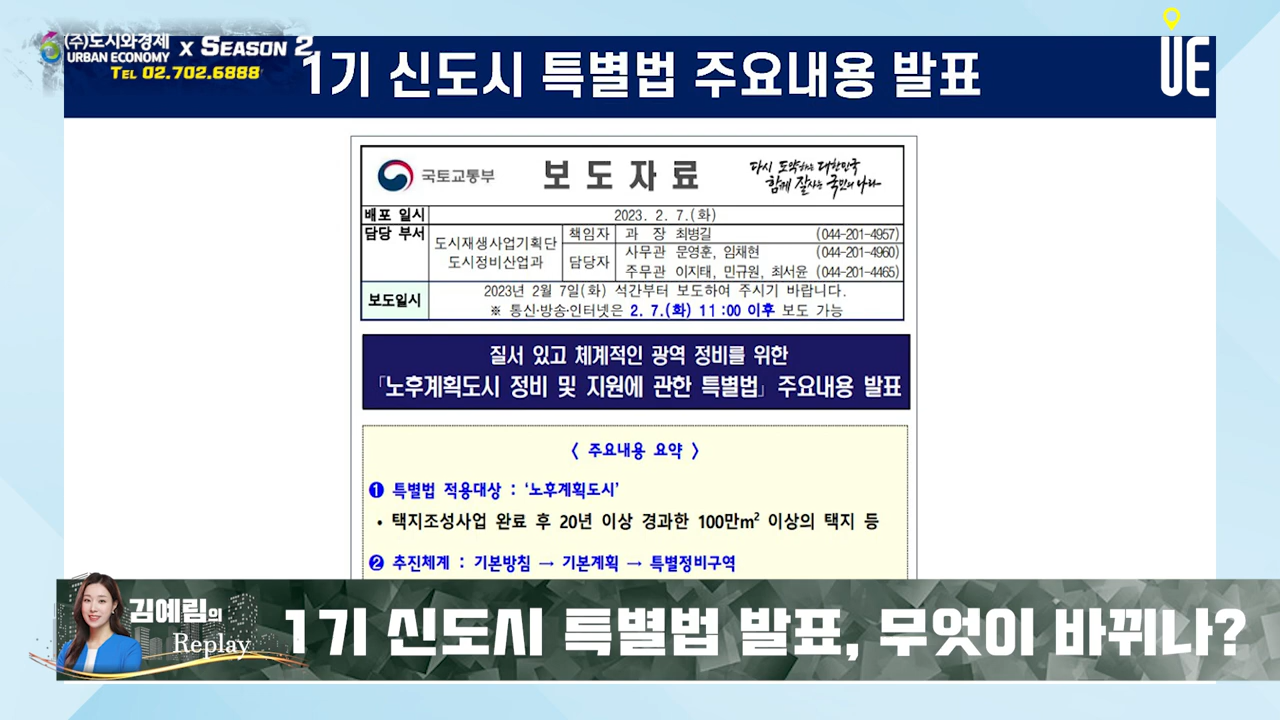 (주)도시와경제
URBAN ECONOMY
X SEASON 2
TEL 02.702.6888
UE
1기 신도시 특별법 주요내용 발표
국토교통부
보 도 자 료
다시 도약하는 대한민국
함께 잘사는 국민의 나라
배포 일시
2023. 2. 7.(화)
담당 부서
도시재생사업기획단
도시정비산업과
책임자
과 장 최병길 (044-201-4957)
담당자
사무관 문영훈, 임채현 (044-201-4960)
주무관 이지태, 민규원, 최서윤 (044-201-4465)
보도일시
2023년 2월 7일(화) 석간부터 보도하여 주시기 바랍니다.
※ 통신·방송·인터넷은 2. 7.(화) 11:00 이후 보도 가능
질서 있고 체계적인 광역 정비를 위한
「노후계획도시 정비 및 지원에 관한 특별법」 주요내용 발표
< 주요내용 요약 >
❶ 특별법 적용대상 : ‘노후계획도시’
• 택지조성사업 완료 후 20년 이상 경과한 100만m² 이상의 택지 등
❷ 추진체계 : 기본방침 → 기본계획 → 특별정비구역
김예림의
Replay
1기 신도시 특별법 발표, 무엇이 바뀌나?